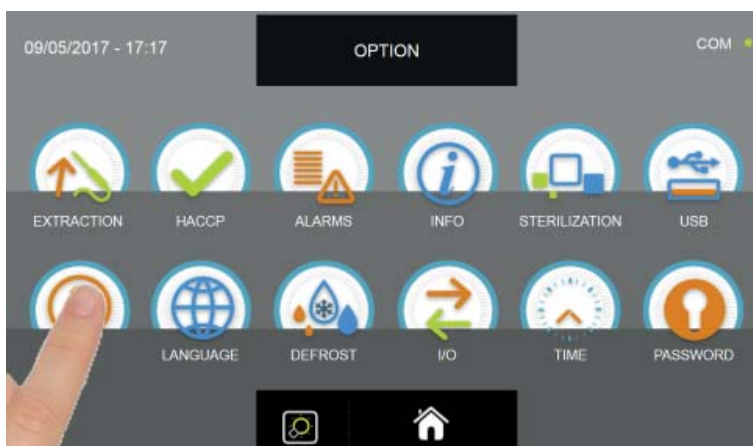 09/05/2017 - 17:17
OPTION
COM
EXTRACTION
HACCP
ALARMS
INFO
STERILIZATION
USB
LANGUAGE
DEFROST
I/O
TIME
PASSWORD